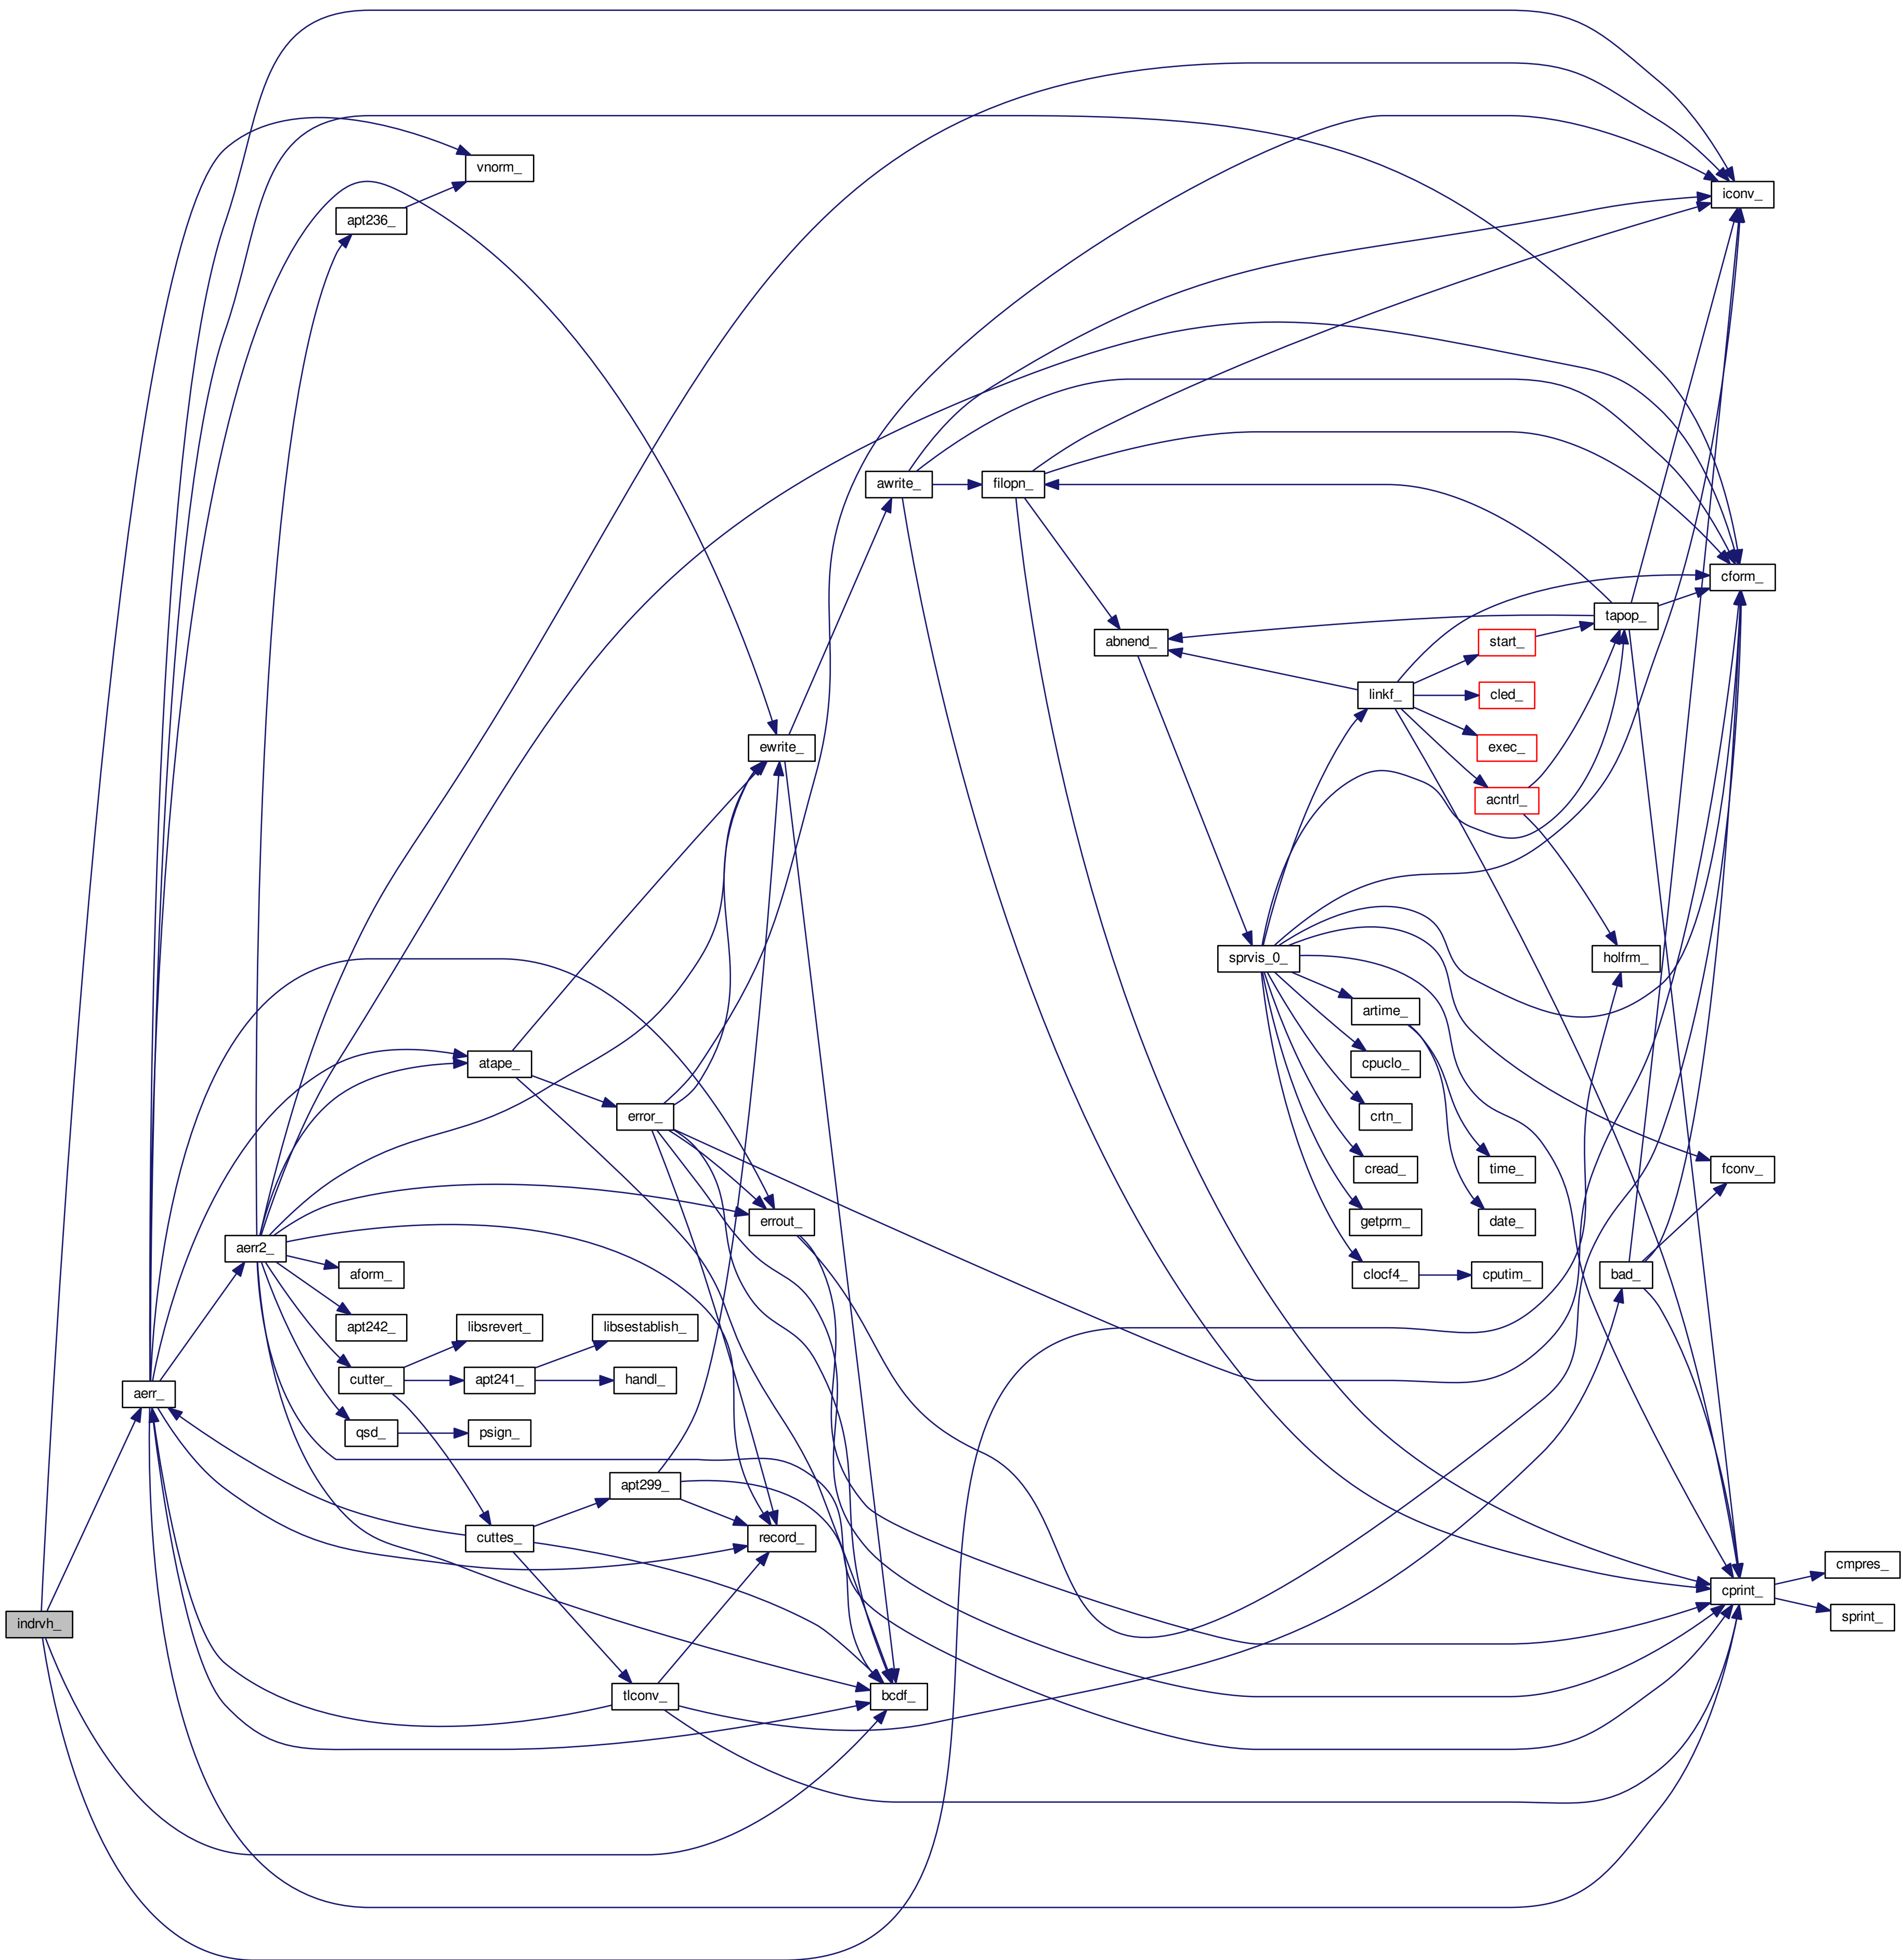 vnorm_
iconv_
apt236_
awrite_
filopn_
cform_
tapop_
abnend_
start_
linkf_
cled_
ewrite_
exec_
acntrl_
sprvis_0_
holfrm_
artime_
atape_
cpuclo_
error_
crtn_
cread_
time_
fconv_
errout_
getprm_
date_
aerr2_
aform_
clocf4_
cputim_
bad_
apt242_
libsrevert_
libsestablish_
aerr_
cutter_
apt241_
handl_
qsd_
psign_
apt299_
cuttes_
record_
cmpres_
cprint_
indrvh_
sprint_
tlconv_
bcdf_